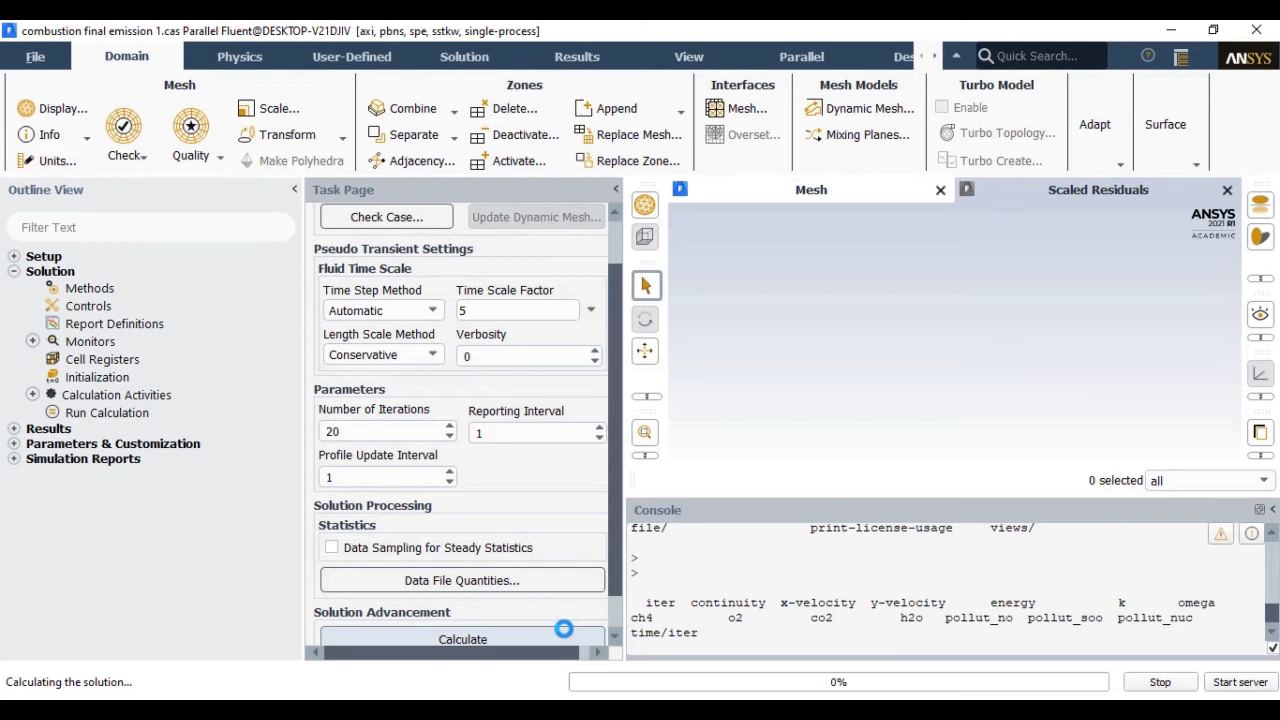 combustion final emission 1.cas Parallel Fluent@DESKTOP-V21DJIV [axi, pbns, spe, sstkw, single-process]
File Domain Physics User-Defined Solution Results View Parallel Des Quick Search... ANSYS
Mesh Zones Interfaces Mesh Models Turbo Model
Display... Scale... Combine Delete... Append Mesh... Dynamic Mesh... Enable
Info Transform Separate Deactivate... Replace Mesh... Overset... Mixing Planes... Turbo Topology... Adapt Surface
Check Quality
Units... Make Polyhedra Adjacency... Activate... Replace Zone... Turbo Create...
Outline View
Filter Text
Setup
Solution
Methods
Controls
Report Definitions
Monitors
Cell Registers
Initialization
Calculation Activities
Run Calculation
Results
Parameters & Customization
Simulation Reports
Task Page
Check Case... Update Dynamic Mesh...
Pseudo Transient Settings
Fluid Time Scale
Time Step Method Time Scale Factor
Automatic 5
Length Scale Method Verbosity
Conservative 0
Parameters
Number of Iterations Reporting Interval
20 1
Profile Update Interval
1
Solution Processing
Statistics
Data Sampling for Steady Statistics
Data File Quantities...
Solution Advancement
Calculate
Mesh Scaled Residuals
ANSYS
2021 R1
ACADEMIC
0 selected all
Console
file/ print-license-usage views/
>
>
iter continuity x-velocity y-velocity energy k omega
ch4 o2 co2 h2o pollut_no pollut_soo pollut_nuc
time/iter
Calculating the solution... 0% Stop Start server